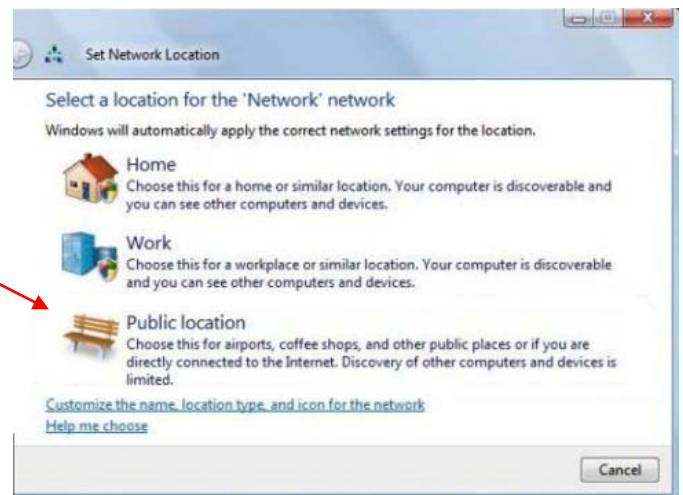 Set Network Location
Select a location for the 'Network' network
Windows will automatically apply the correct network settings for the location.
Home
Choose this for a home or similar location. Your computer is discoverable and
you can see other computers and devices.
Work
Choose this for a workplace or similar location. Your computer is discoverable
and you can see other computers and devices.
Public location
Choose this for airports, coffee shops, and other public places or if you are
directly connected to the Internet. Discovery of other computers and devices is
limited.
Customize the name, location type, and icon for the network
Help me choose
Cancel